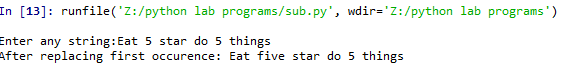 In [13]: runfile('Z:/python lab programs/sub.py', wdir='Z:/python lab programs')
Enter any string:Eat 5 star do 5 things
After replacing first occurence: Eat five star do 5 things